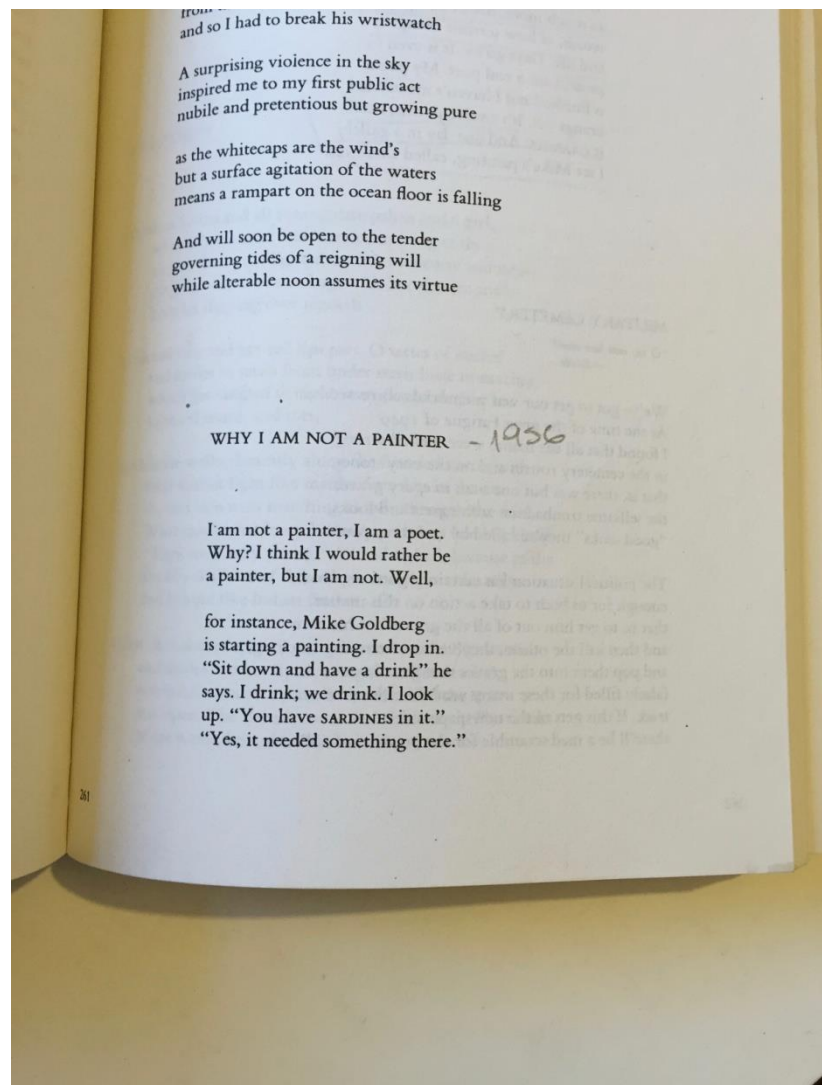 and so I had to break his wristwatch
A surprising violence in the sky
inspired me to my first public act
nubile and pretentious but growing pure
as the whitecaps are the wind's
but a surface agitation of the waters
means a rampart on the ocean floor is falling
And will soon be open to the tender
governing tides of a reigning will
while alterable noon assumes its virtue
WHY I AM NOT A PAINTER - 1956
I am not a painter, I am a poet.
Why? I think I would rather be
a painter, but I am not. Well,
for instance, Mike Goldberg
is starting a painting. I drop in.
“Sit down and have a drink” he
says. I drink; we drink. I look
up. “You have SARDINES in it.”
“Yes, it needed something there.”
261